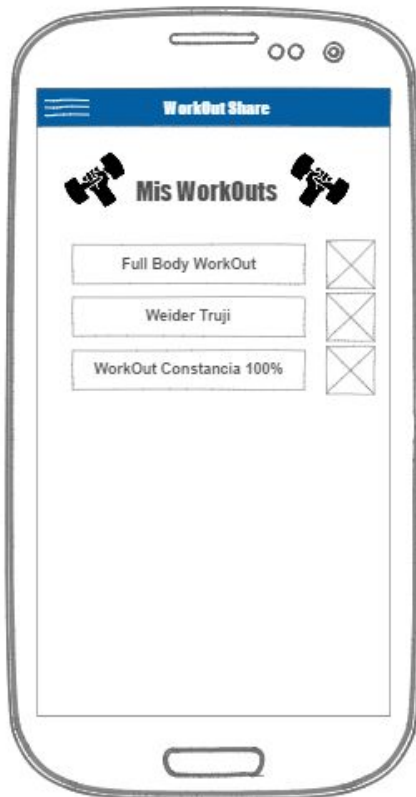 WorkOut Share
Mis WorkOuts
Full Body WorkOut
Weider Truji
WorkOut Constancia 100%